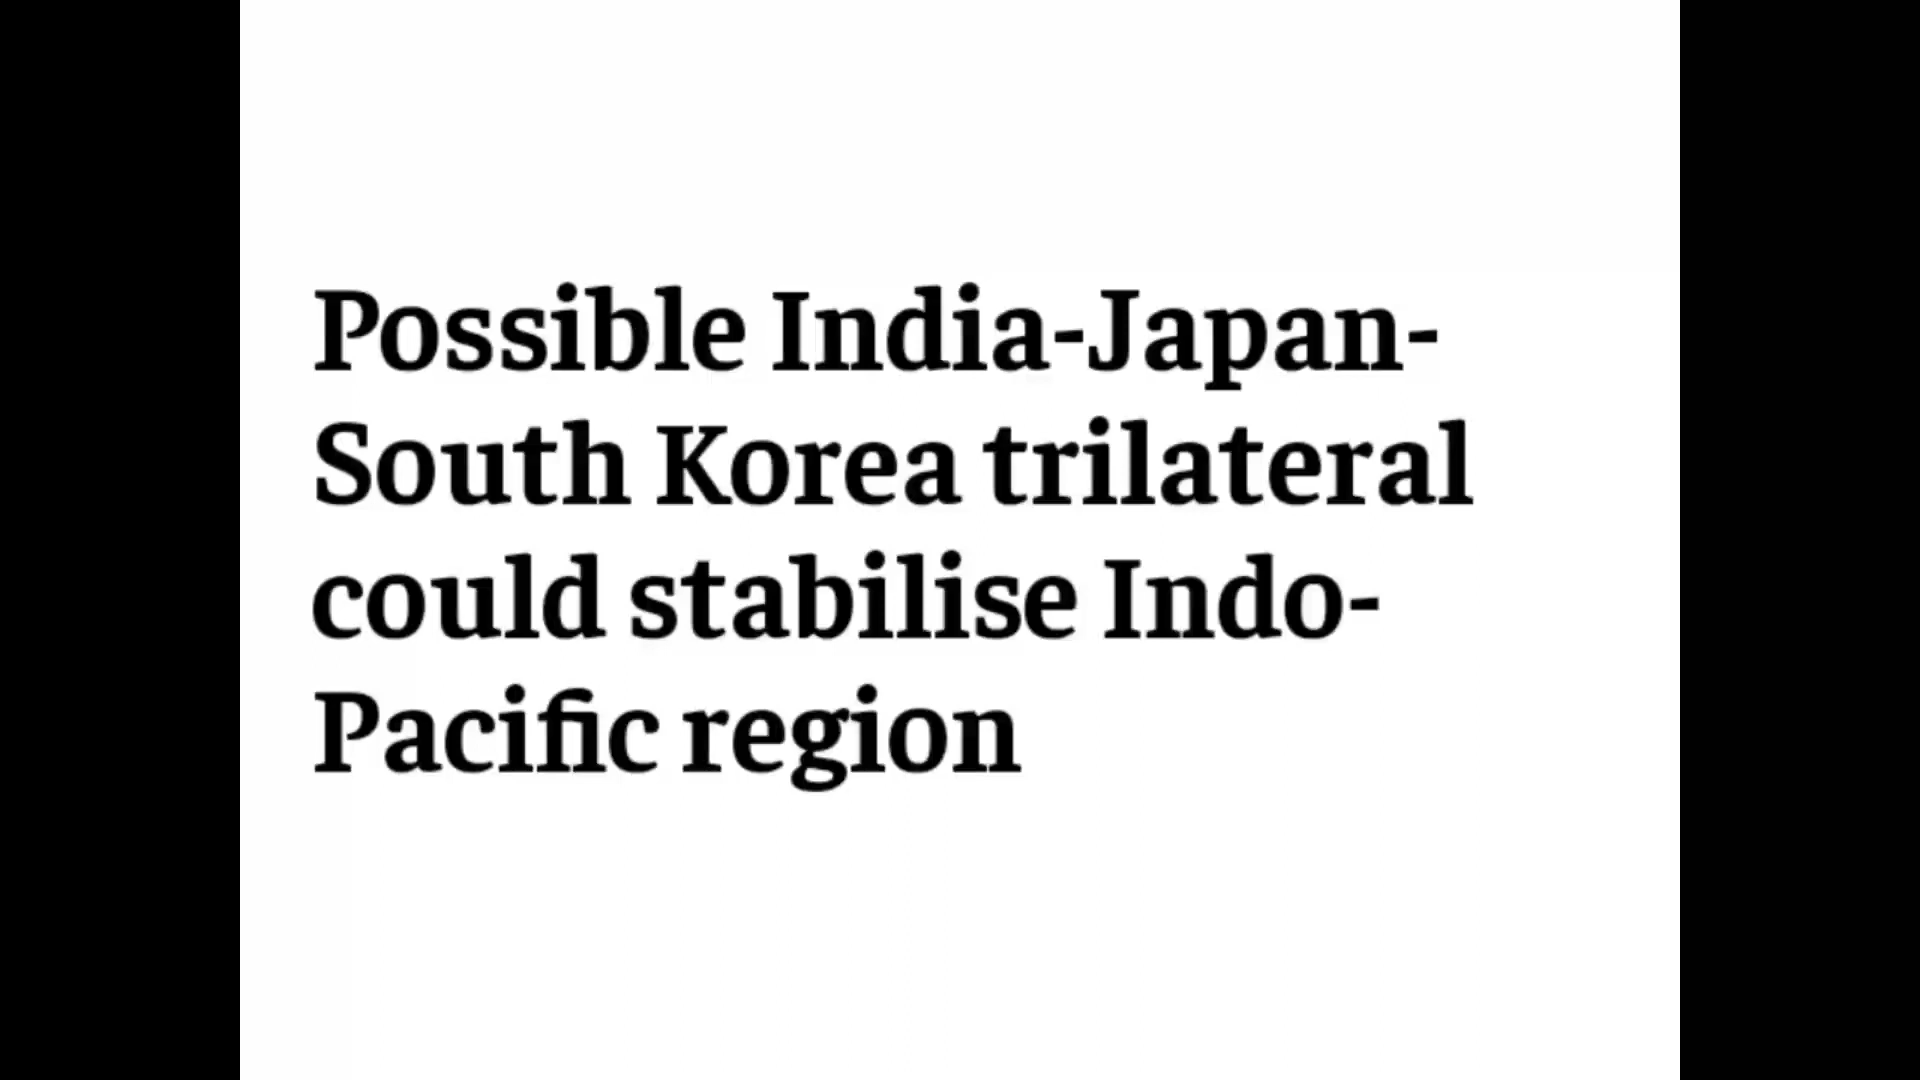 Possible India-Japan-
South Korea trilateral
could stabilise Indo-
Pacific region